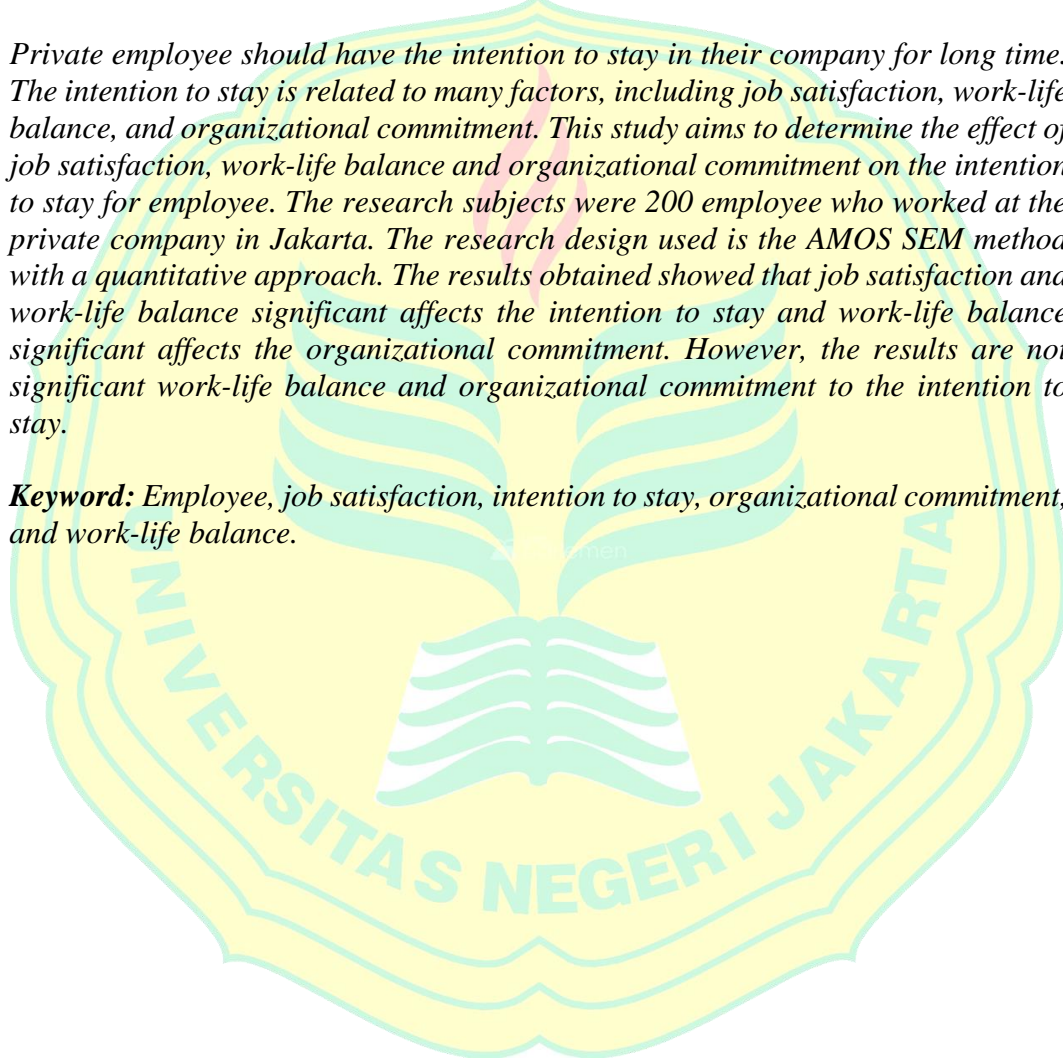 Private employee should have the intention to stay in their company for long time.
The intention to stay is related to many factors, including job satisfaction, work-life
balance, and organizational commitment. This study aims to determine the effect of
job satisfaction, work-life balance and organizational commitment on the intention
to stay for employee. The research subjects were 200 employee who worked at the
private company in Jakarta. The research design used is the AMOS SEM method
with a quantitative approach. The results obtained showed that job satisfaction and
work-life balance significant affects the intention to stay and work-life balance
significant affects the organizational commitment. However, the results are not
significant work-life balance and organizational commitment to the intention to
stay.
Keyword: Employee, job satisfaction, intention to stay, organizational commitment,
and work-life balance.
UNIVERSITAS NEGERI JAKARTA